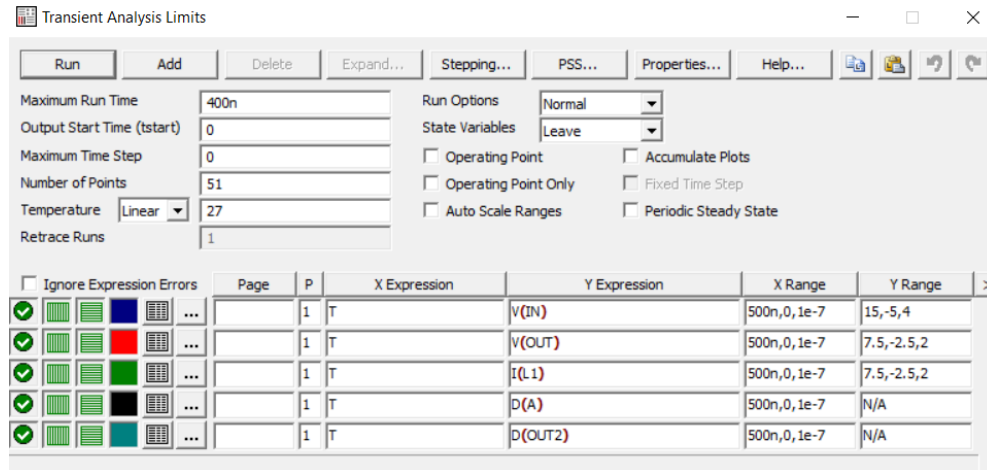 Transient Analysis Limits
Run Add Delete Expand... Stepping... PSS... Properties... Help...
Maximum Run Time 400n Run Options Normal
Output Start Time (tstart) 0 State Variables Leave
Maximum Time Step 0 Operating Point Accumulate Plots
Number of Points 51 Operating Point Only Fixed Time Step
Temperature Linear 27 Auto Scale Ranges Periodic Steady State
Retrace Runs 1
Ignore Expression Errors Page P X Expression Y Expression X Range Y Range >
... 1 T V(IN) 500n,0,1e-7 15,-5,4
... 1 T V(OUT) 500n,0,1e-7 7.5,-2.5,2
... 1 T I(L1) 500n,0,1e-7 7.5,-2.5,2
... 1 T D(A) 500n,0,1e-7 N/A
... 1 T D(OUT2) 500n,0,1e-7 N/A